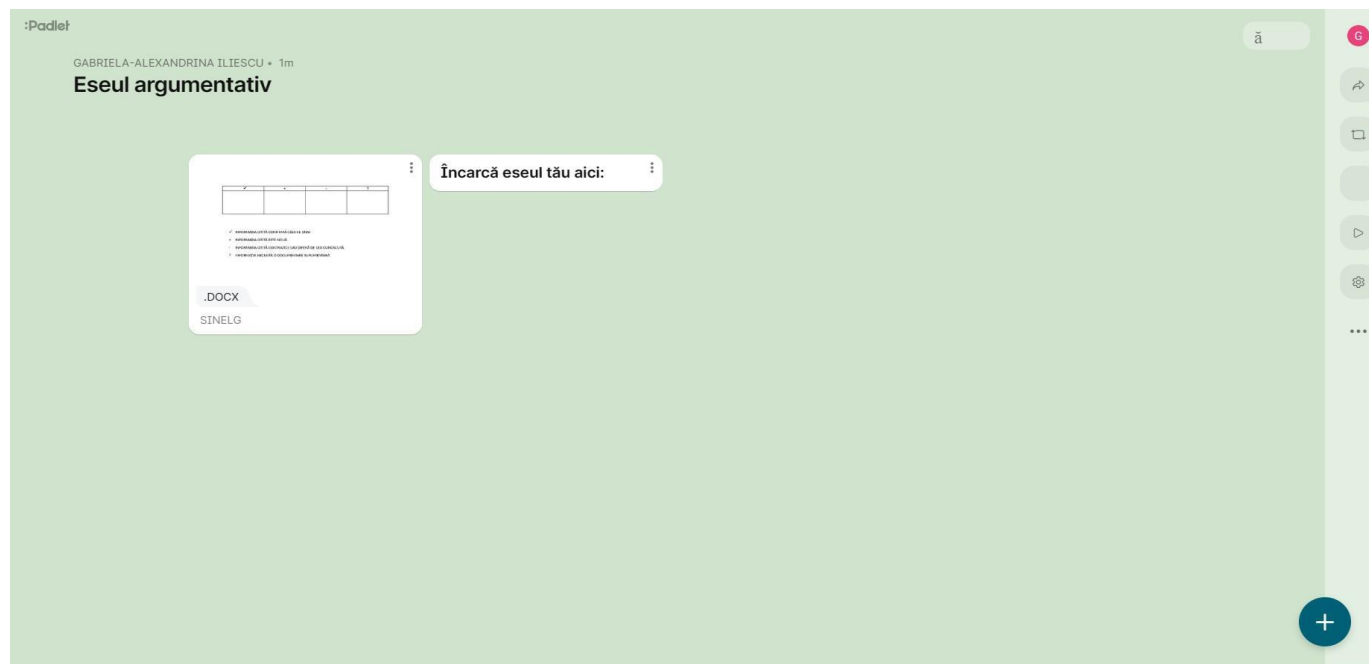 :Padlet
ă
G
GABRIELA-ALEXANDRINA ILIESCU • 1m
Eseul argumentativ
Încarcă eseul tău aici:
.DOCX
SINELG